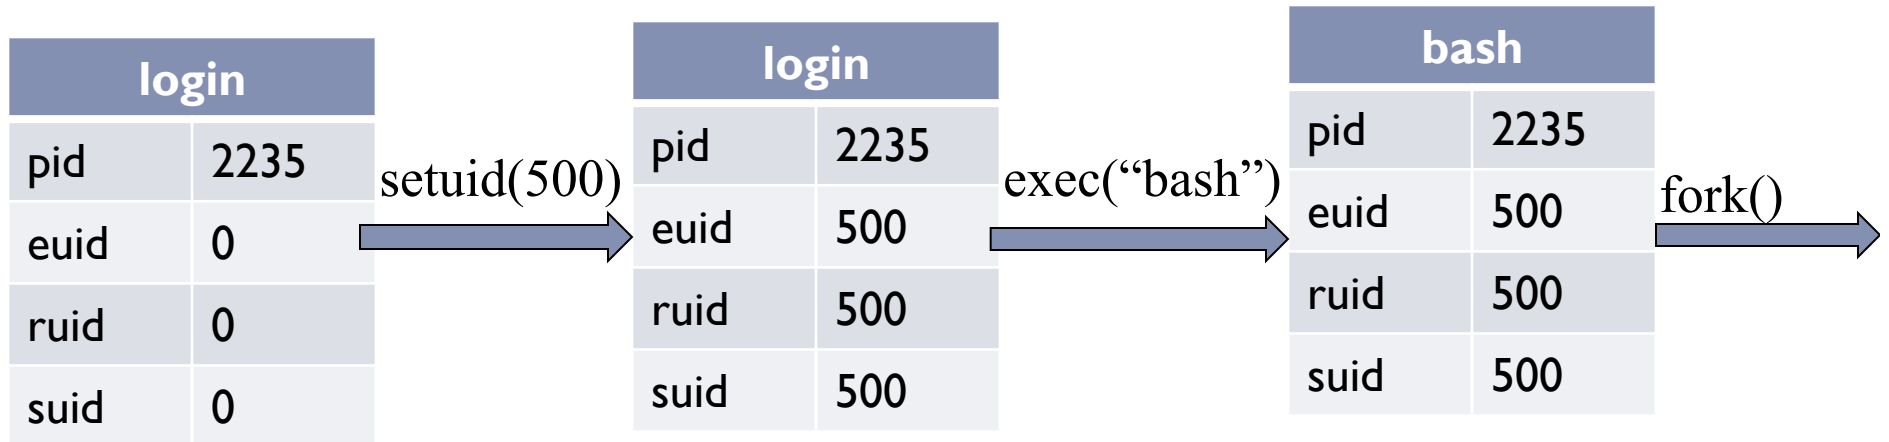 login
pid 2235
euid 0
ruid 0
suid 0
setuid(500)
login
pid 2235
euid 500
ruid 500
suid 500
exec(“bash”)
bash
pid 2235
euid 500
ruid 500
suid 500
fork()